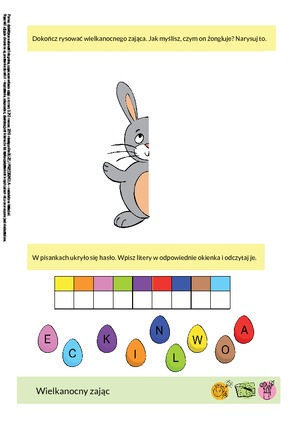 Dokończ rysować wielkanocnego zająca. Jak myślisz, czym on żongluje? Narysuj to.
W pisankach ukryło się hasło. Wpisz litery w odpowiednie okienka i odczytaj je.
E C K I N L W O A
Wielkanocny zając